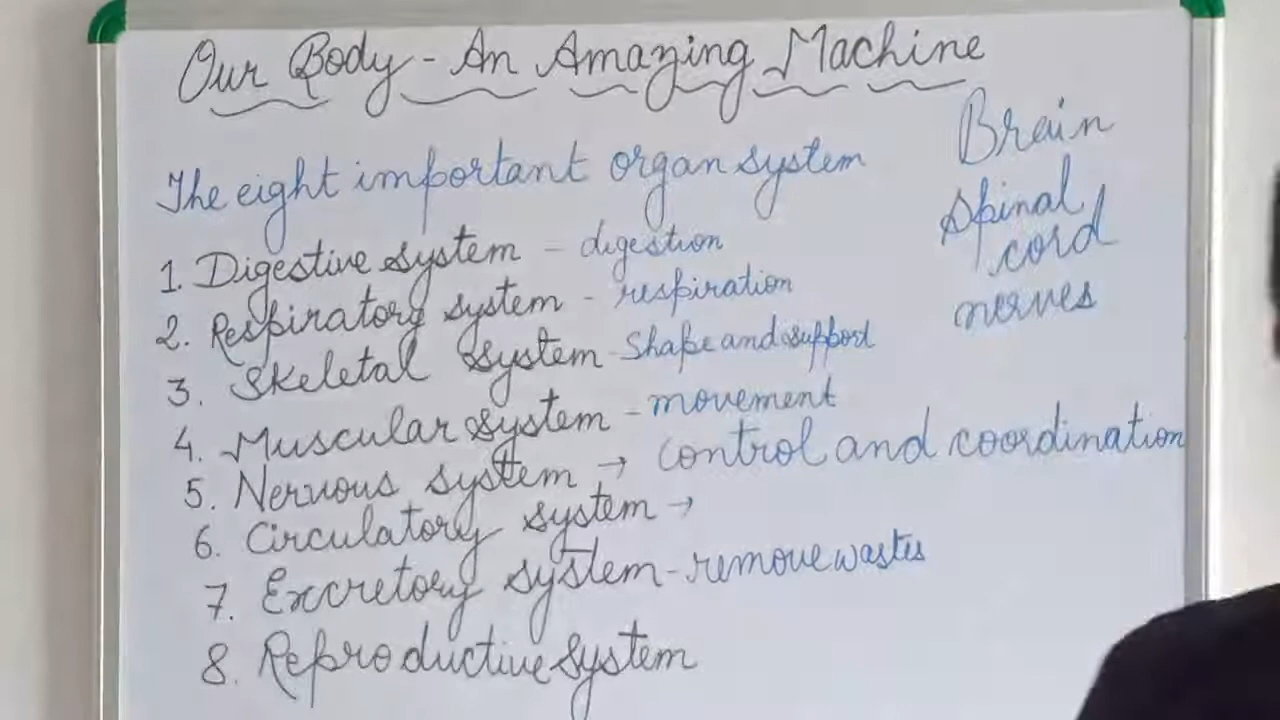 Our Body - An Amazing Machine
The eight important organ system
1. Digestive system - digestion
2. Respiratory system - respiration
3. Skeletal system - Shape and support
4. Muscular system - movement
5. Nervous system → control and coordination
6. Circulatory system →
7. Excretory system - remove wastes
8. Reproductive system
Brain
spinal
cord
nerves